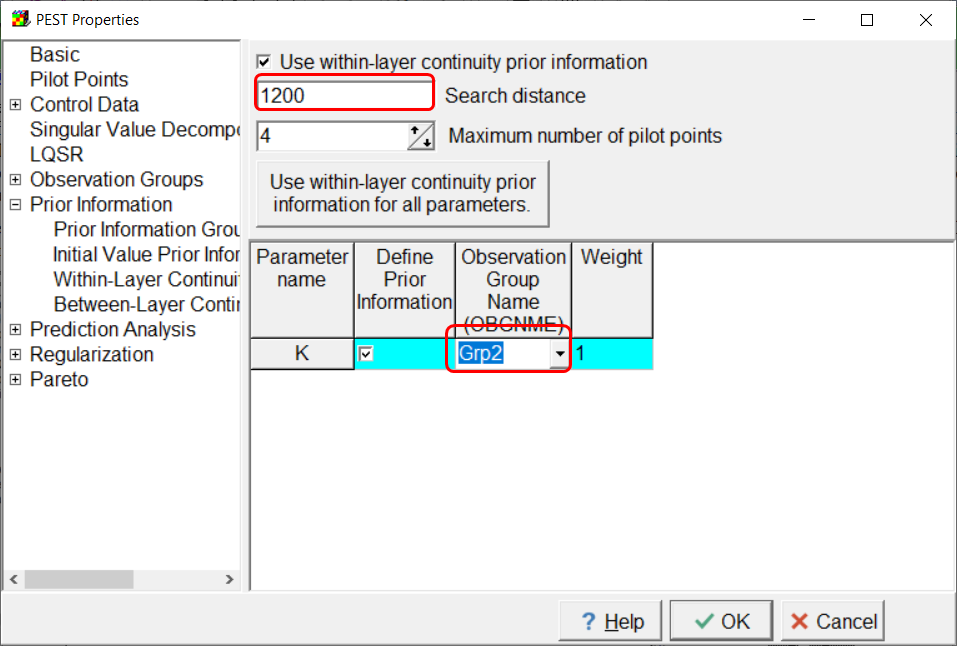 PEST Properties
Basic
Pilot Points
Control Data
Singular Value Decompo
LQSR
Observation Groups
Prior Information
Prior Information Grou
Initial Value Prior Infor
Within-Layer Continuit
Between-Layer Contin
Prediction Analysis
Regularization
Pareto
Use within-layer continuity prior information
1200 Search distance
4 Maximum number of pilot points
Use within-layer continuity prior
information for all parameters.
Parameter
name
Define
Prior
Information
Observation
Group
Name
(OBGNME)
Weight
K Grp2 1
? Help
OK
Cancel